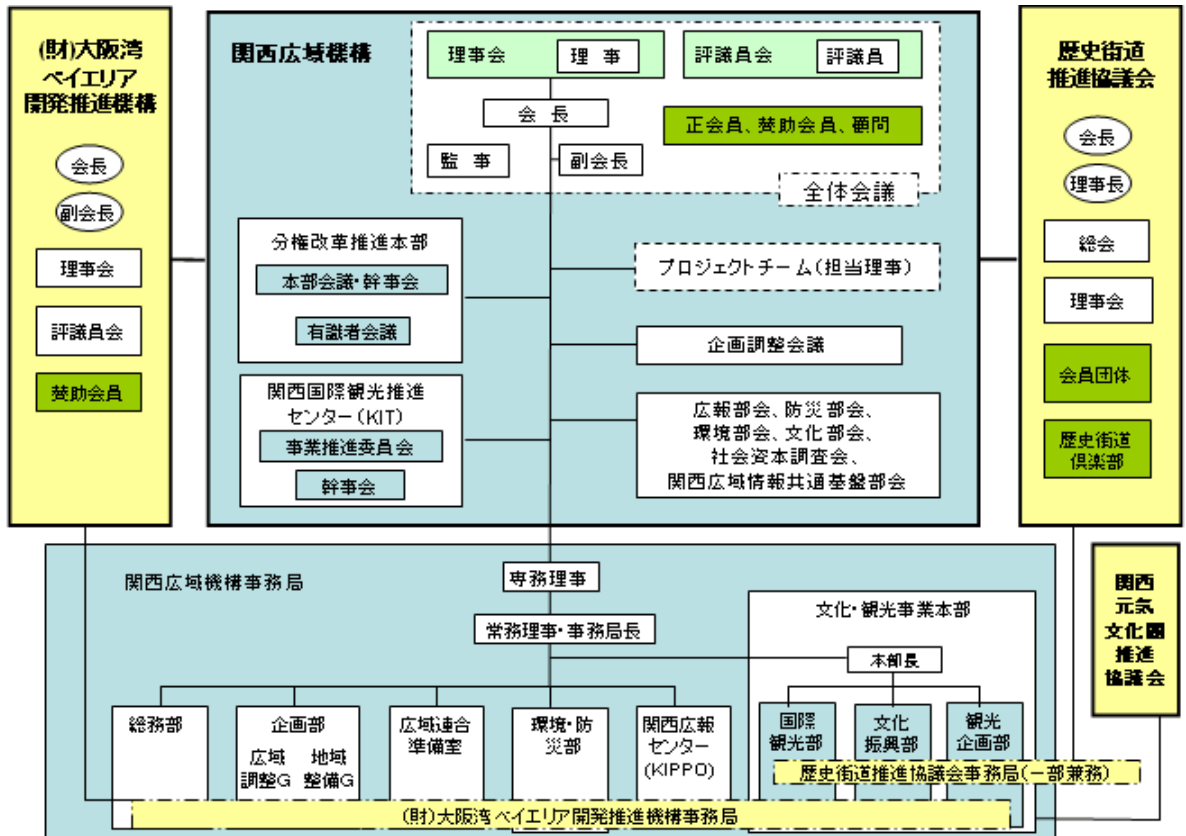 (財)大阪湾
ベイエリア
開発推進機構
会長
副会長
理事会
評議員会
賛助会員
関西広域機構
理事会
理 事
評議員会
評議員
会 長
正会員、賛助会員、顧問
監 事
副会長
全体会議
分権改革推進本部
本部会議・幹事会
有識者会議
プロジェクトチーム(担当理事)
企画調整会議
関西国際観光推進
センター(KIT)
事業推進委員会
幹事会
広報部会、防災部会、
環境部会、文化部会、
社会資本調査会、
関西広域情報共通基盤部会
歴史街道
推進協議会
会長
理事長
総会
理事会
会員団体
歴史街道
倶楽部
関西広域機構事務局
専務理事
常務理事・事務局長
文化・観光事業本部
本部長
総務部
企画部
広域
調整G
地域
整備G
広域連合
準備室
環境・防
災部
関西広報
センター
(KIPPO)
国際
観光部
文化
振興部
観光
企画部
歴史街道推進協議会事務局(一部兼務)
(財)大阪湾ベイエリア開発推進機構事務局
関西
元気
文化圏
推進
協議会